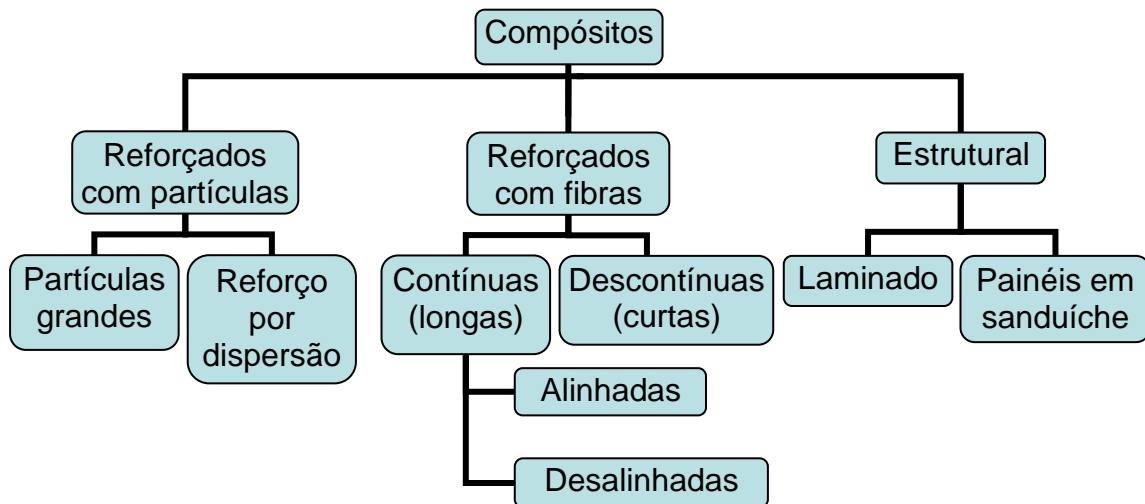 Compósitos
Reforçados
com partículas
Reforçados
com fibras
Estrutural
Partículas
grandes
Reforço
por
dispersão
Contínuas
(longas)
Descontínuas
(curtas)
Laminado
Painéis em
sanduíche
Alinhadas
Desalinhadas